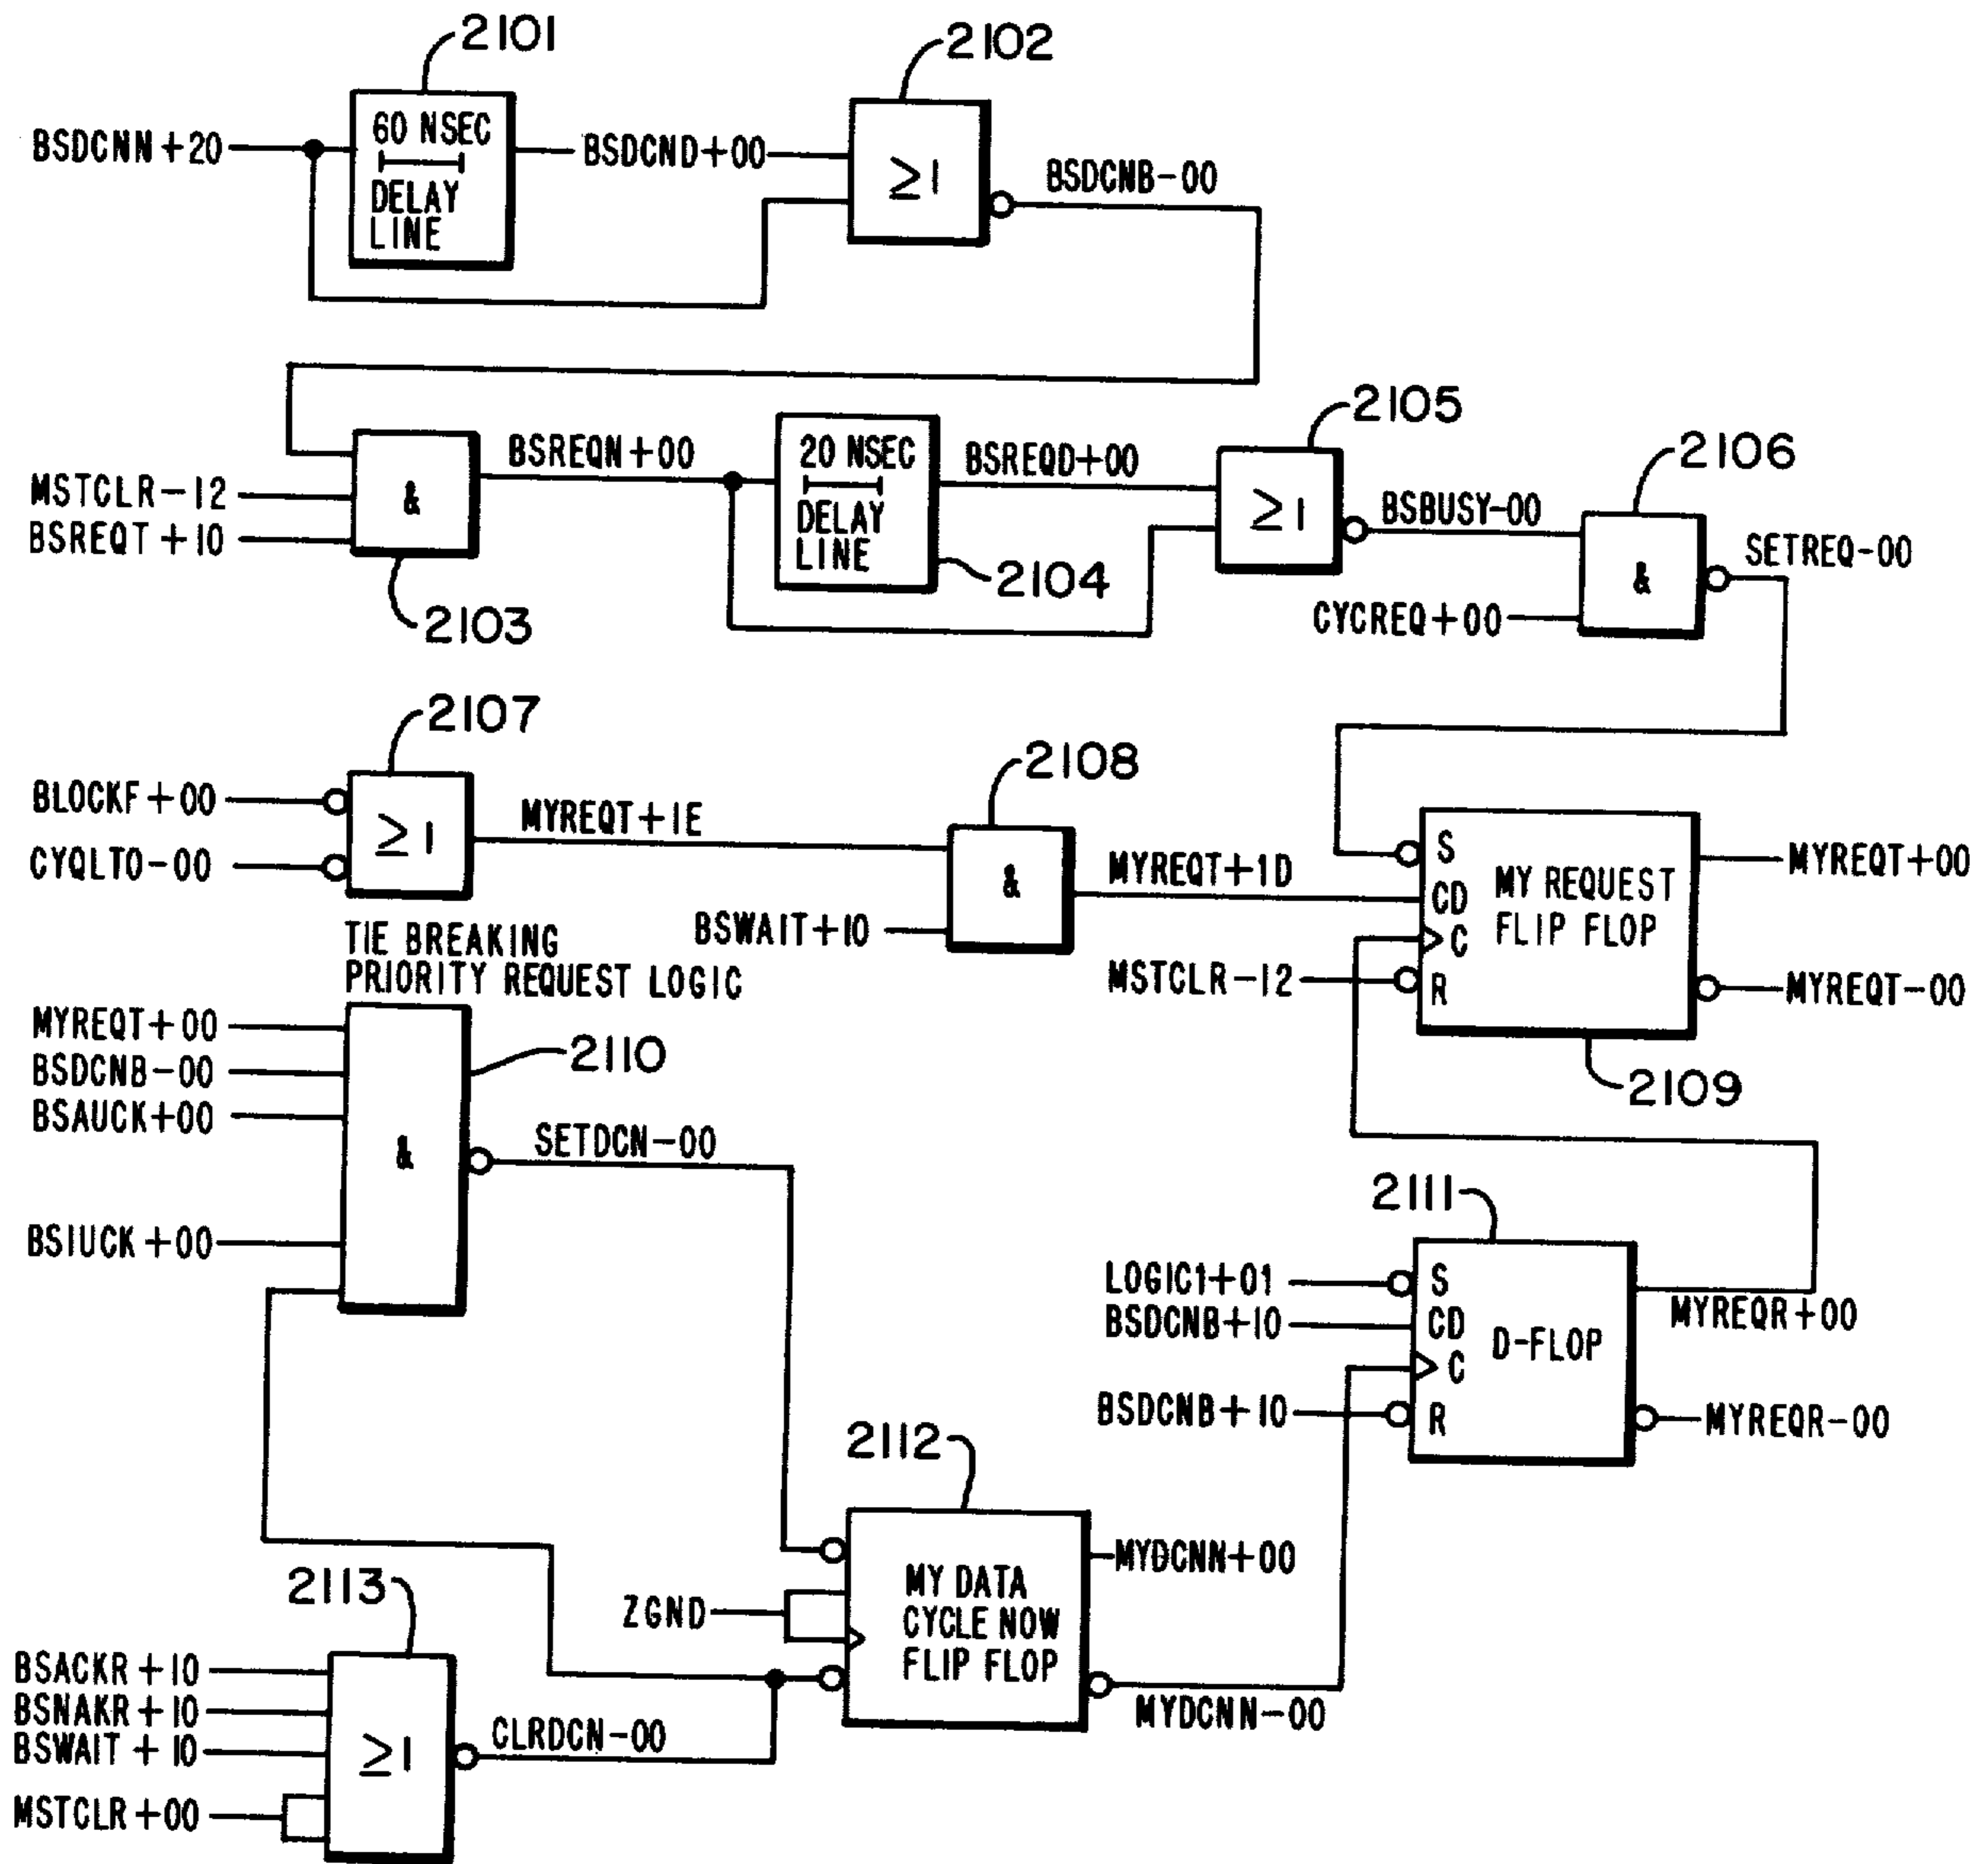 2101
2102
BSDCNN+20
60 NSEC
DELAY
LINE
BSDCND+00
≥1
BSDCNB-00
2105
2106
MSTCLR-12
BSREQT+10
&
BSREQN+00
20 NSEC
DELAY
LINE
BSREQD+00
≥1
BSBUSY-00
CYCREQ+00
&
SETREQ-00
2103
2104
2107
2108
BLOCKF+00
CYQLTO-00
≥1
MYREQT+1E
BSWAIT+10
&
MYREQT+1D
MSTCLR-12
S
CD
C
R
MY REQUEST
FLIP FLOP
MYREQT+00
MYREQT-00
2109
TIE BREAKING
PRIORITY REQUEST LOGIC
MYREQT+00
BSDCNB-00
BSAUCK+00
BSIUCK+00
&
2110
SETDCN-00
2111
LOGIC1+01
BSDCNB+10
BSDCNB+10
S
CD
C
R
D-FLOP
MYREQR+00
MYREQR-00
2112
ZGND
MY DATA
CYCLE NOW
FLIP FLOP
MYDCNN+00
MYDCNN-00
2113
BSACKR+10
BSNAKR+10
BSWAIT+10
MSTCLR+00
≥1
CLRDCN-00